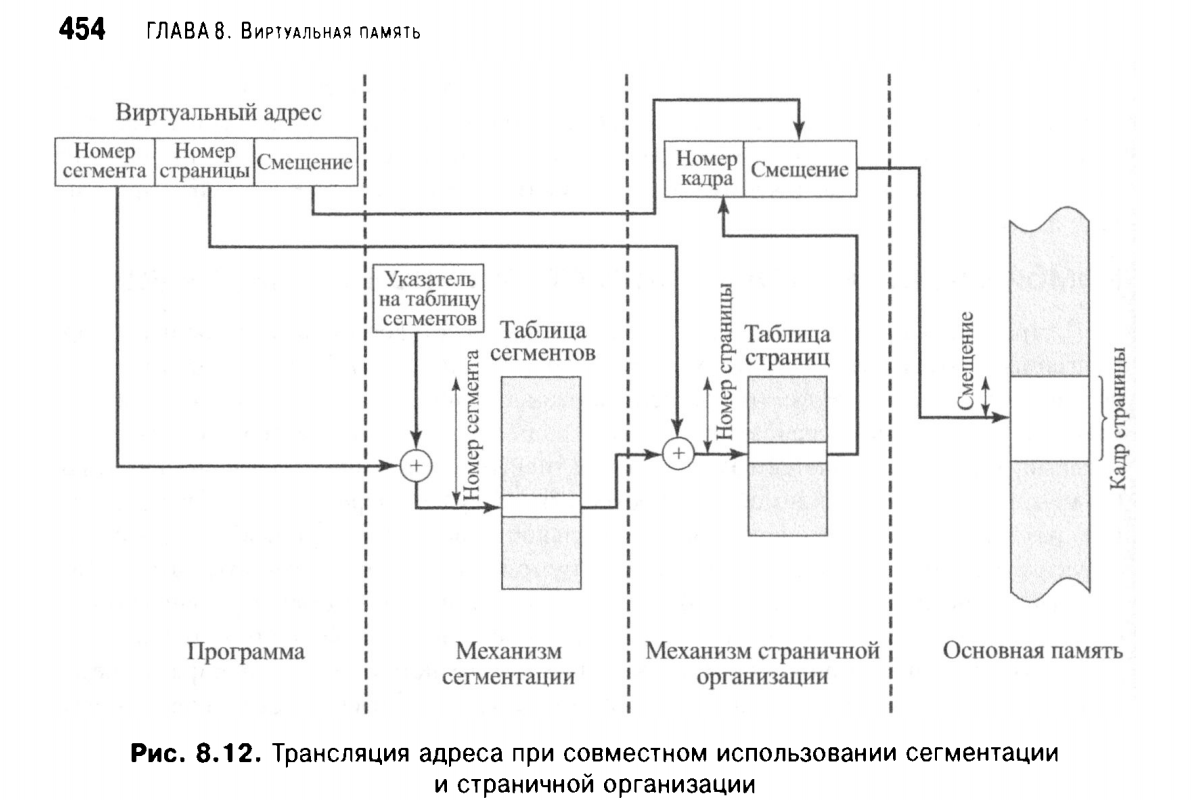 454 ГЛАВА 8. ВИРТУАЛЬНАЯ ПАМЯТЬ
Виртуальный адрес
Номер
сегмента
Номер
страницы
Смещение
Номер
кадра
Смещение
Указатель
на таблицу
сегментов
Таблица
сегментов
Номер сегмента
+
Номер страницы
Таблица
страниц
+
Смещение
Кадр страницы
Программа
Механизм
сегментации
Механизм страничной
организации
Основная память
Рис. 8.12. Трансляция адреса при совместном использовании сегментации
и страничной организации